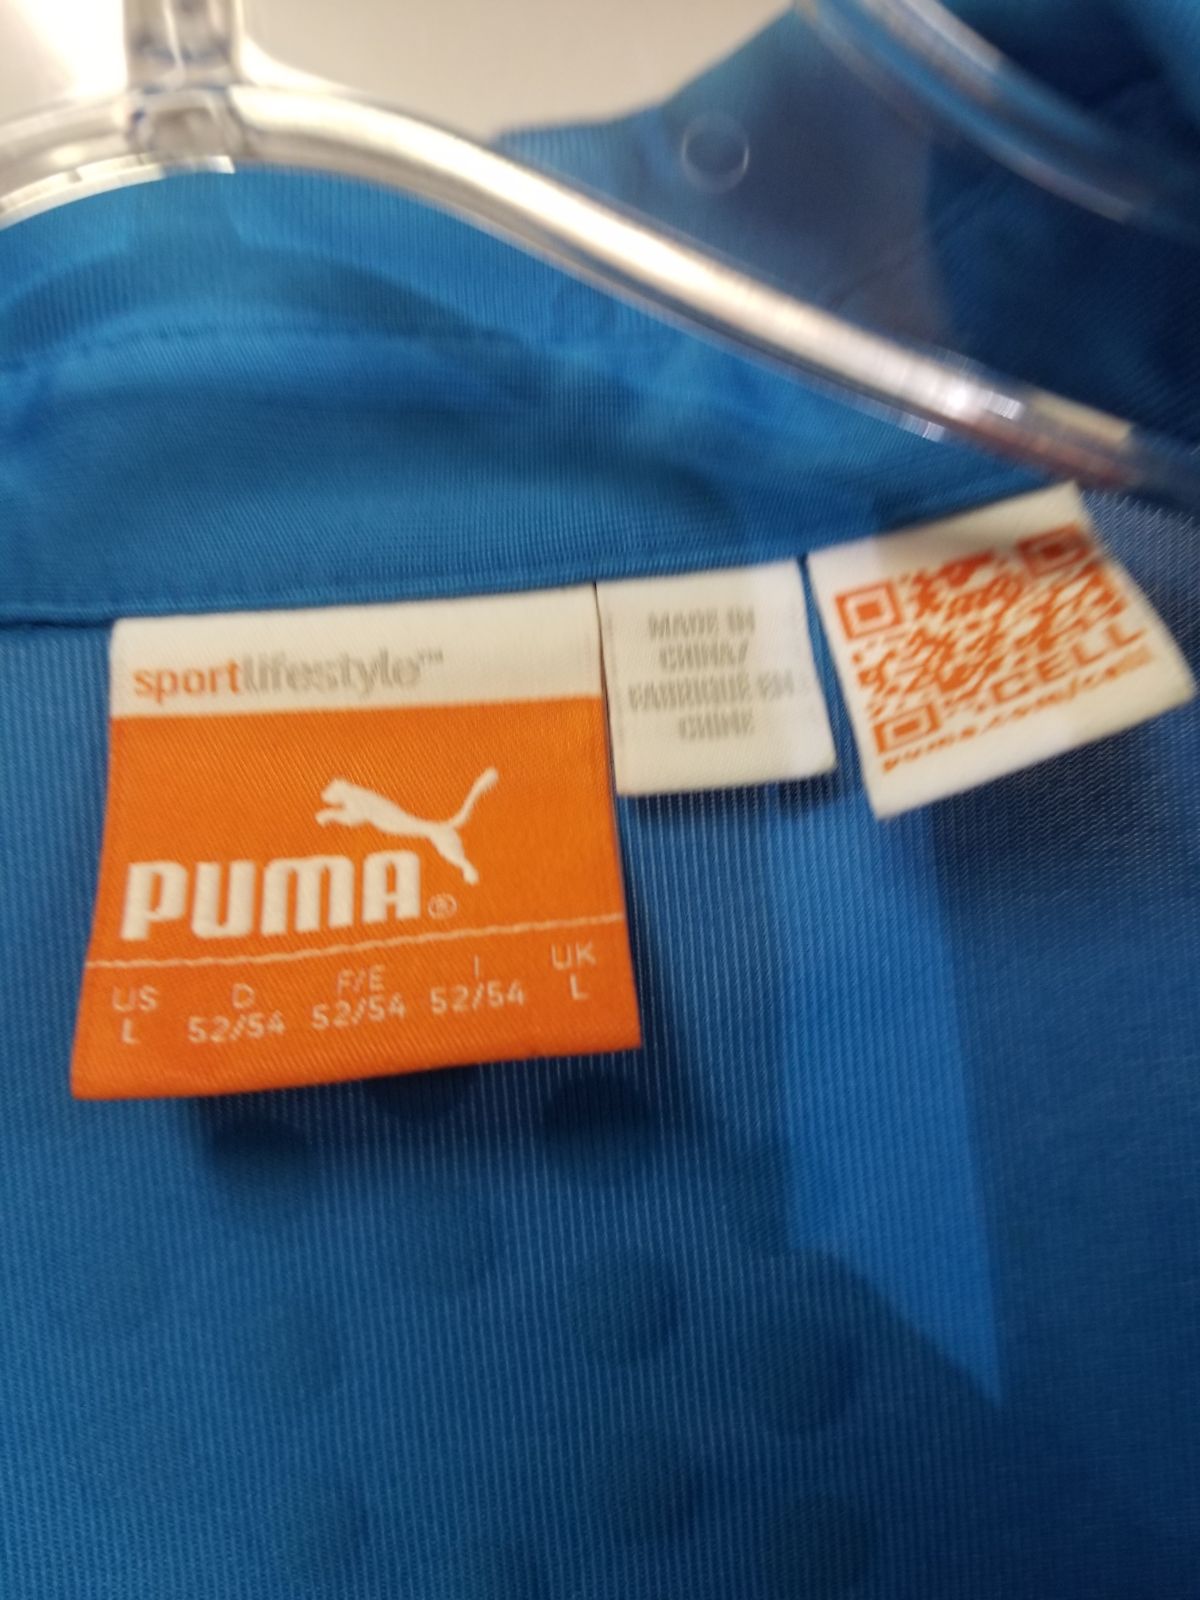 sportlifestyle™
PUMA®
US D F/E I UK
L 52/54 52/54 52/54 L
MADE IN
CHINA/
FABRIQUÉ EN
CHINE
CELL